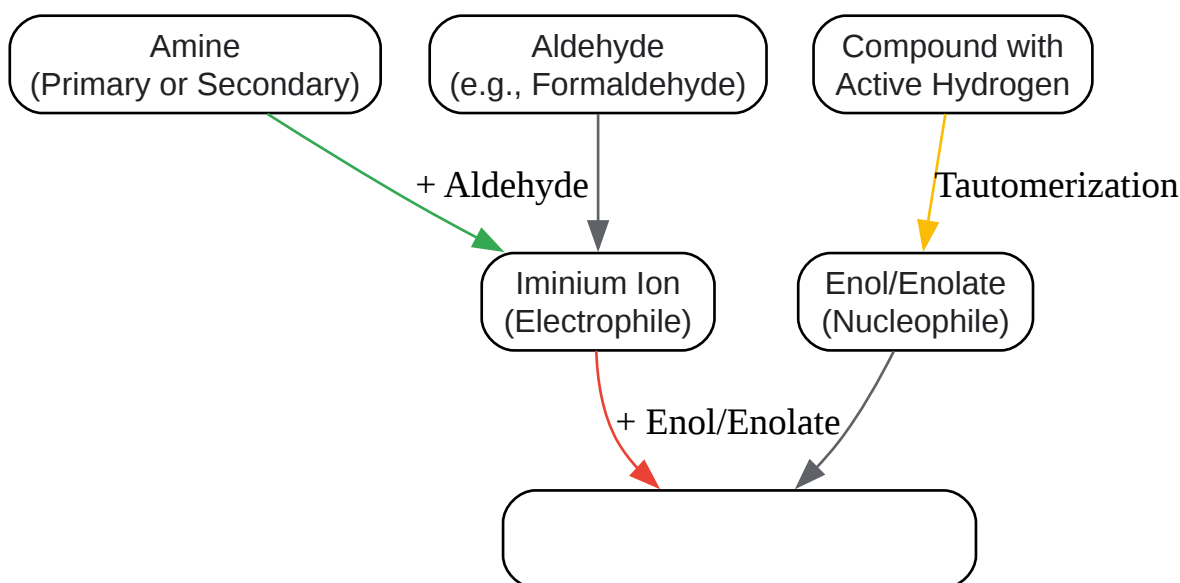 Amine
(Primary or Secondary)
Aldehyde
(e.g., Formaldehyde)
Compound with
Active Hydrogen
+ Aldehyde
Tautomerization
Iminium Ion
(Electrophile)
Enol/Enolate
(Nucleophile)
+ Enol/Enolate